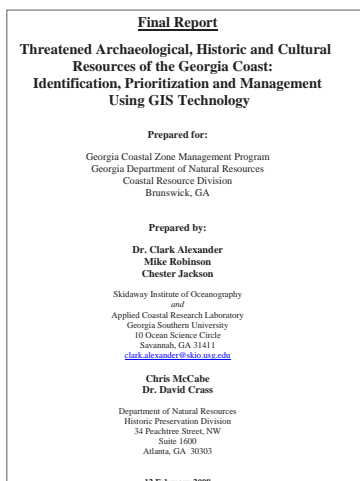 Final Report
Threatened Archaeological, Historic and Cultural
Resources of the Georgia Coast:
Identification, Prioritization and Management
Using GIS Technology
Prepared for:
Georgia Coastal Zone Management Program
Georgia Department of Natural Resources
Coastal Resource Division
Brunswick, GA
Prepared by:
Dr. Clark Alexander
Mike Robinson
Chester Jackson
Skidaway Institute of Oceanography
and
Applied Coastal Research Laboratory
Georgia Southern University
10 Ocean Science Circle
Savannah, GA 31411
clark.alexander@skio.usg.edu
Chris McCabe
Dr. David Crass
Department of Natural Resources
Historic Preservation Division
34 Peachtree Street, NW
Suite 1600
Atlanta, GA 30303
12 February